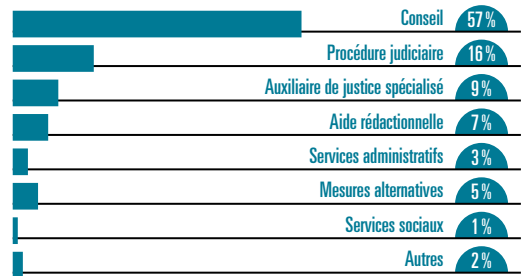 Conseil 57 %
Procédure judiciaire 16 %
Auxiliaire de justice spécialisé 9 %
Aide rédactionnelle 7 %
Services administratifs 3 %
Mesures alternatives 5 %
Services sociaux 1 %
Autres 2 %